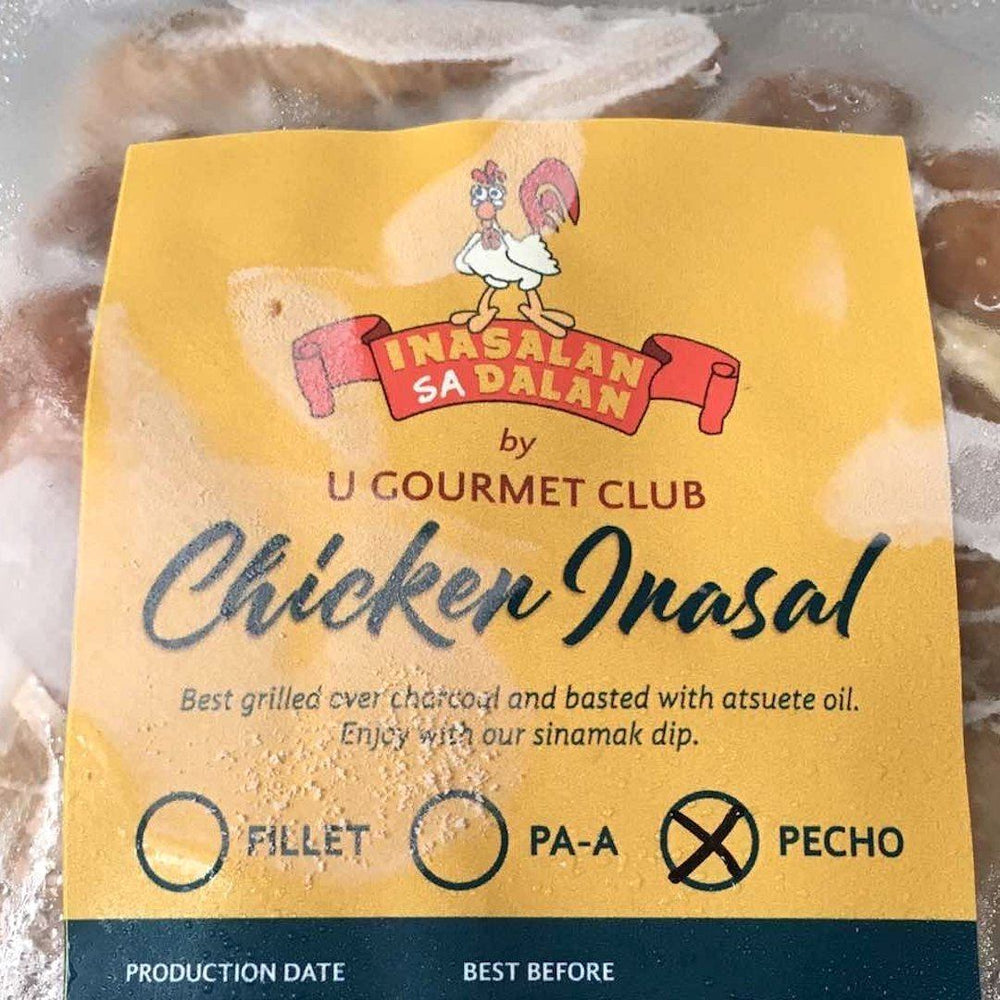 INASALAN
SA DALAN
by
U GOURMET CLUB
Chicken Inasal
Best grilled over charcoal and basted with atsuete oil.
Enjoy with our sinamak dip.
FILLET PA-A PECHO
PRODUCTION DATE BEST BEFORE